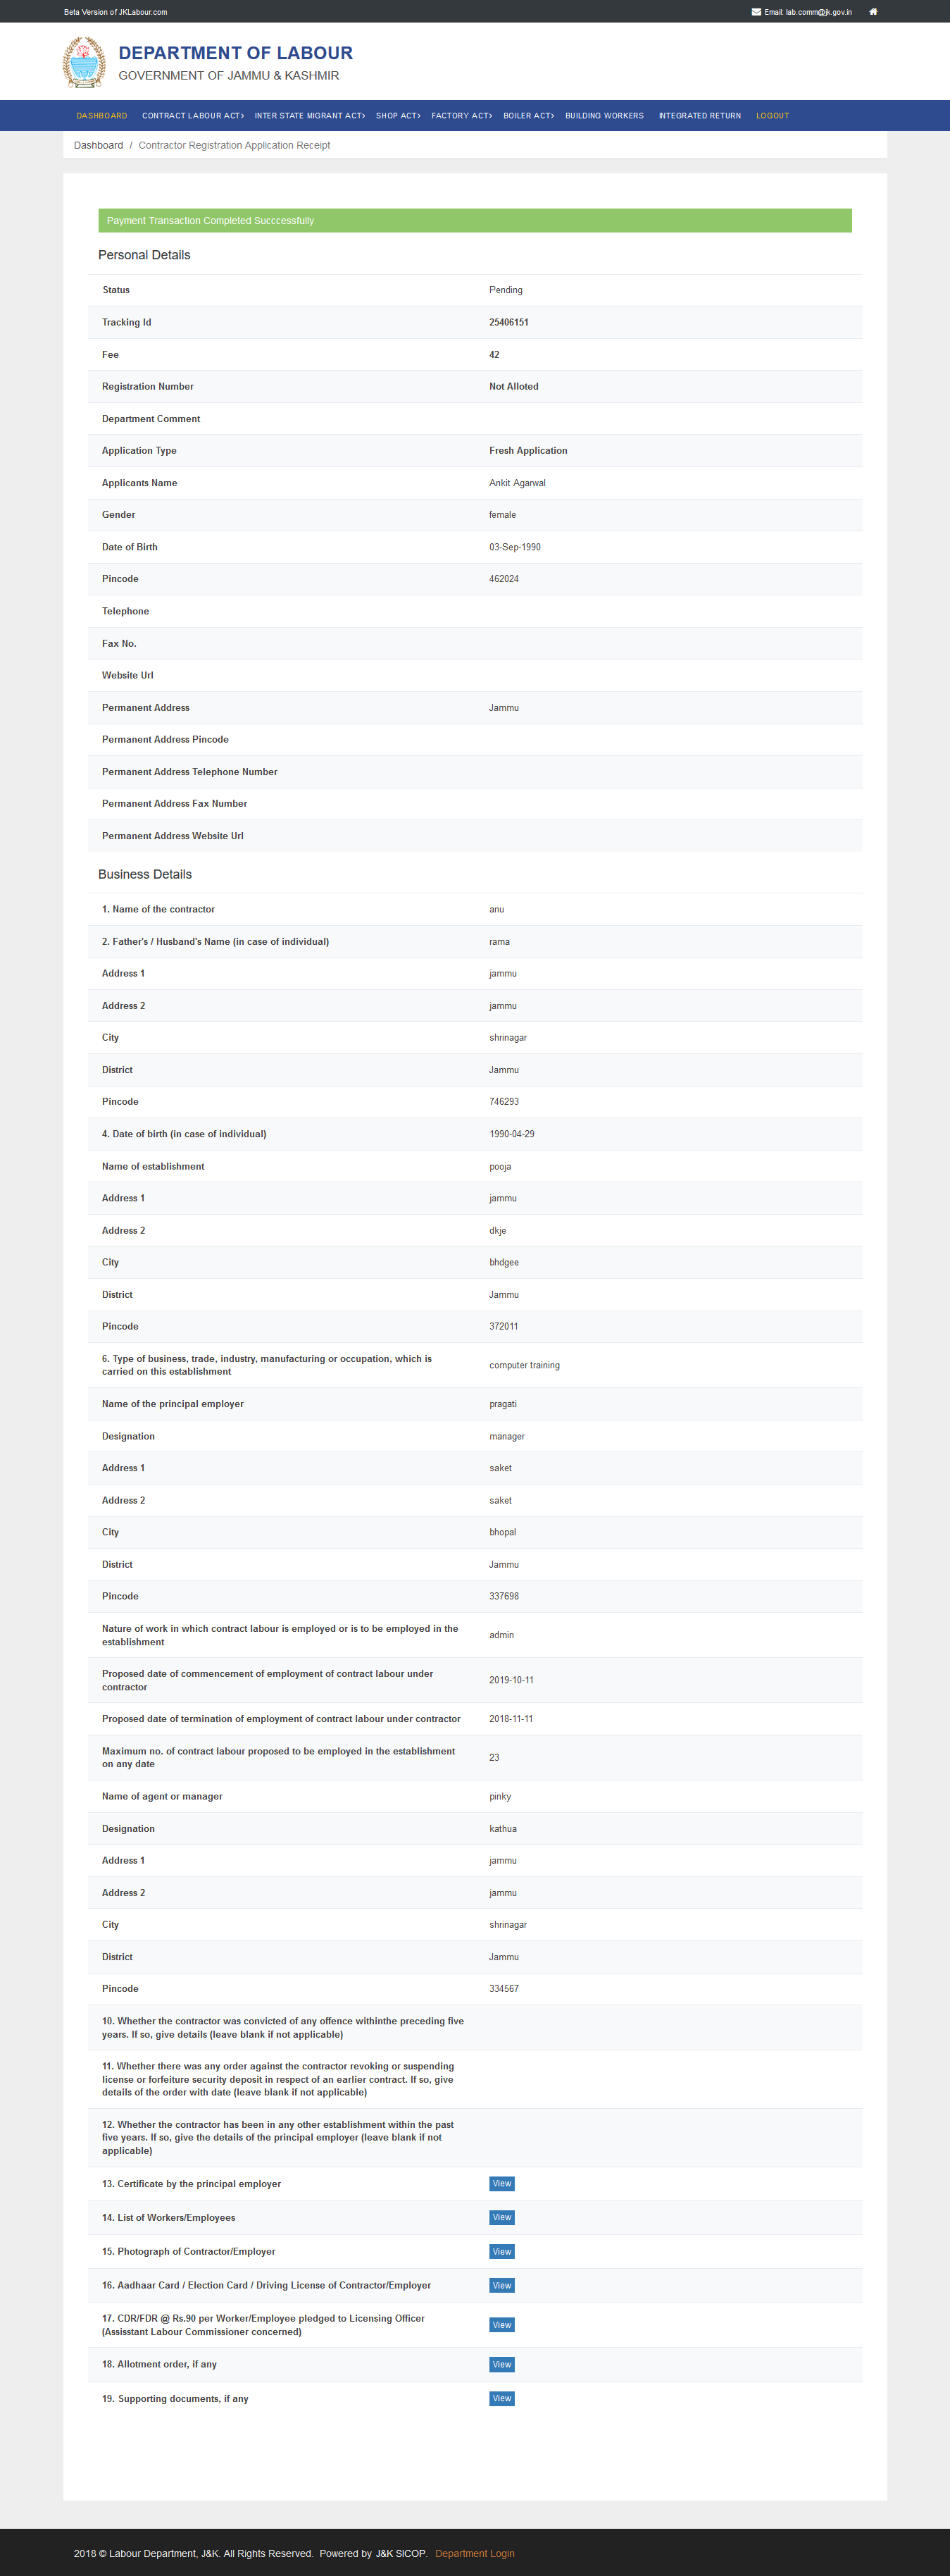 Beta Version of JKLabour.com
Email: lab.comm@jk.gov.in
DEPARTMENT OF LABOUR
GOVERNMENT OF JAMMU & KASHMIR
DASHBOARD CONTRACT LABOUR ACT› INTER STATE MIGRANT ACT› SHOP ACT› FACTORY ACT› BOILER ACT› BUILDING WORKERS INTEGRATED RETURN LOGOUT
Dashboard / Contractor Registration Application Receipt
Payment Transaction Completed Succcessfully
Personal Details
Status Pending
Tracking Id 25406151
Fee 42
Registration Number Not Alloted
Department Comment
Application Type Fresh Application
Applicants Name Ankit Agarwal
Gender female
Date of Birth 03-Sep-1990
Pincode 462024
Telephone
Fax No.
Website Url
Permanent Address Jammu
Permanent Address Pincode
Permanent Address Telephone Number
Permanent Address Fax Number
Permanent Address Website Url
Business Details
1. Name of the contractor anu
2. Father's / Husband's Name (in case of individual) rama
Address 1 jammu
Address 2 jammu
City shrinagar
District Jammu
Pincode 746293
4. Date of birth (in case of individual) 1990-04-29
Name of establishment pooja
Address 1 jammu
Address 2 dkje
City bhdgee
District Jammu
Pincode 372011
6. Type of business, trade, industry, manufacturing or occupation, which is
carried on this establishment computer training
Name of the principal employer pragati
Designation manager
Address 1 saket
Address 2 saket
City bhopal
District Jammu
Pincode 337698
Nature of work in which contract labour is employed or is to be employed in the
establishment admin
Proposed date of commencement of employment of contract labour under
contractor 2019-10-11
Proposed date of termination of employment of contract labour under contractor 2018-11-11
Maximum no. of contract labour proposed to be employed in the establishment
on any date 23
Name of agent or manager pinky
Designation kathua
Address 1 jammu
Address 2 jammu
City shrinagar
District Jammu
Pincode 334567
10. Whether the contractor was convicted of any offence withinthe preceding five
years. If so, give details (leave blank if not applicable)
11. Whether there was any order against the contractor revoking or suspending
license or forfeiture security deposit in respect of an earlier contract. If so, give
details of the order with date (leave blank if not applicable)
12. Whether the contractor has been in any other establishment within the past
five years. If so, give the details of the principal employer (leave blank if not
applicable)
13. Certificate by the principal employer View
14. List of Workers/Employees View
15. Photograph of Contractor/Employer View
16. Aadhaar Card / Election Card / Driving License of Contractor/Employer View
17. CDR/FDR @ Rs.90 per Worker/Employee pledged to Licensing Officer
(Assisstant Labour Commissioner concerned) View
18. Allotment order, if any View
19. Supporting documents, if any View
2018 © Labour Department, J&K. All Rights Reserved. Powered by J&K SICOP. Department Login